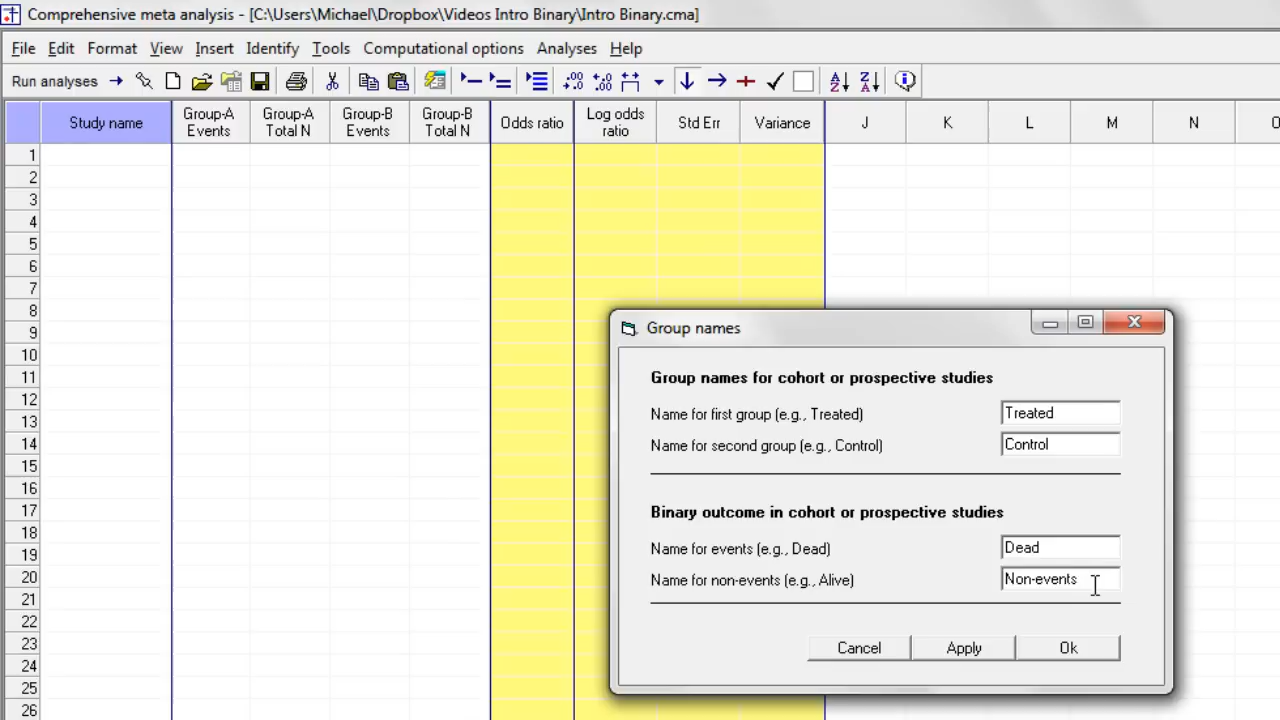 Comprehensive meta analysis - [C:\Users\Michael\Dropbox\Videos Intro Binary\Intro Binary.cma]
File Edit Format View Insert Identify Tools Computational options Analyses Help
Run analyses
Study name Group-A Events Group-A Total N Group-B Events Group-B Total N Odds ratio Log odds ratio Std Err Variance J K L M N O
1
2
3
4
5
6
7
8
9
10
11
12
13
14
15
16
17
18
19
20
21
22
23
24
25
26
Group names
Group names for cohort or prospective studies
Name for first group (e.g., Treated) Treated
Name for second group (e.g., Control) Control
Binary outcome in cohort or prospective studies
Name for events (e.g., Dead) Dead
Name for non-events (e.g., Alive) Non-events
Cancel Apply Ok